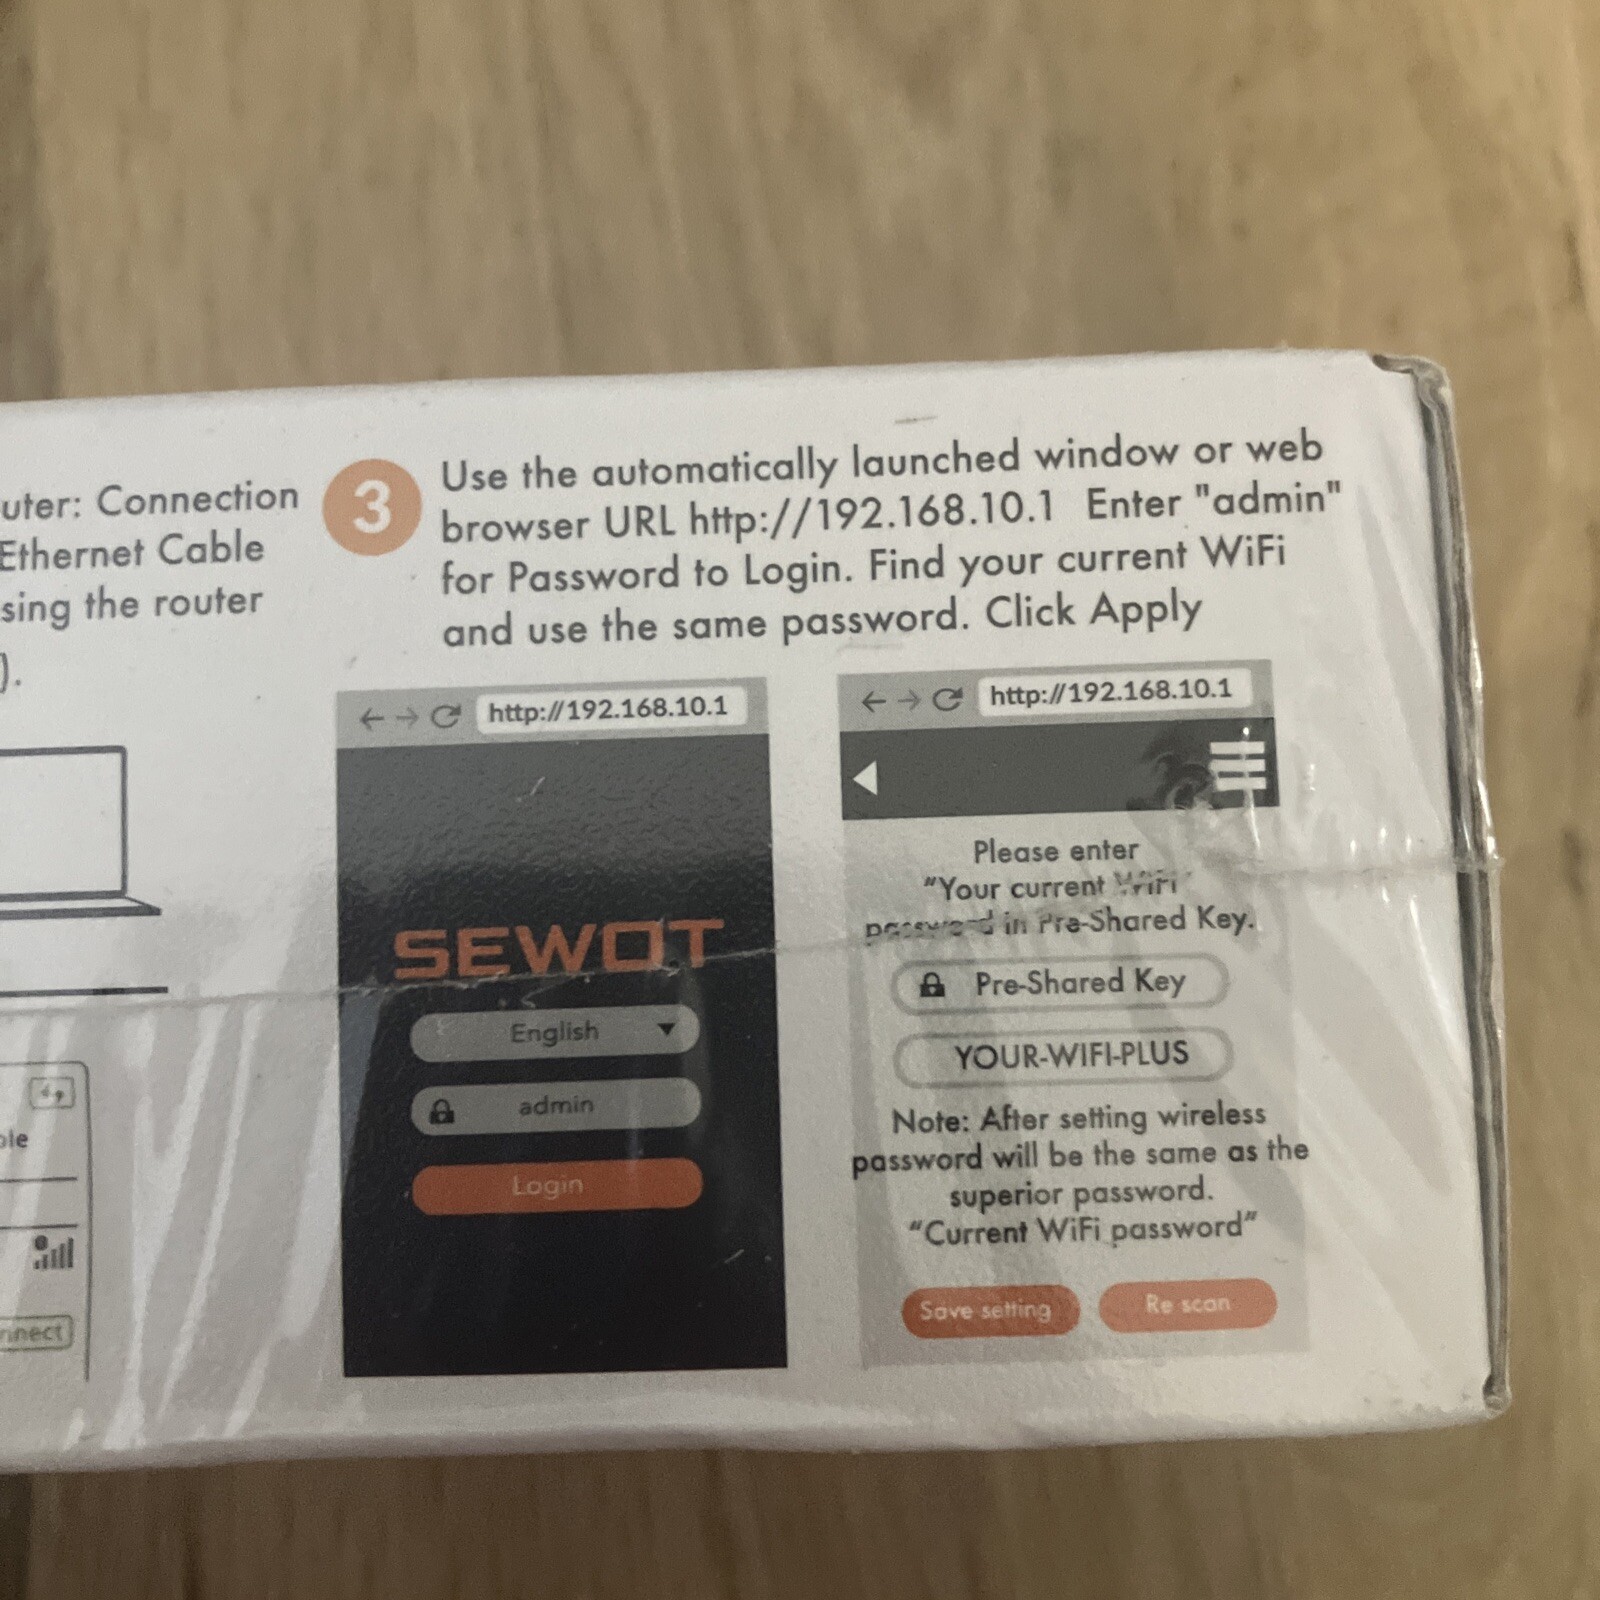 uter: Connection
Ethernet Cable
sing the router
).
3
Use the automatically launched window or web
browser URL http://192.168.10.1 Enter "admin"
for Password to Login. Find your current WiFi
and use the same password. Click Apply
http://192.168.10.1
SEWOT
English
admin
Login
http://192.168.10.1
Please enter
“Your current WiFi”
password in Pre-Shared Key.
Pre-Shared Key
YOUR-WIFI-PLUS
Note: After setting wireless
password will be the same as the
superior password.
“Current WiFi password”
Save setting
Re scan
ole
nnect